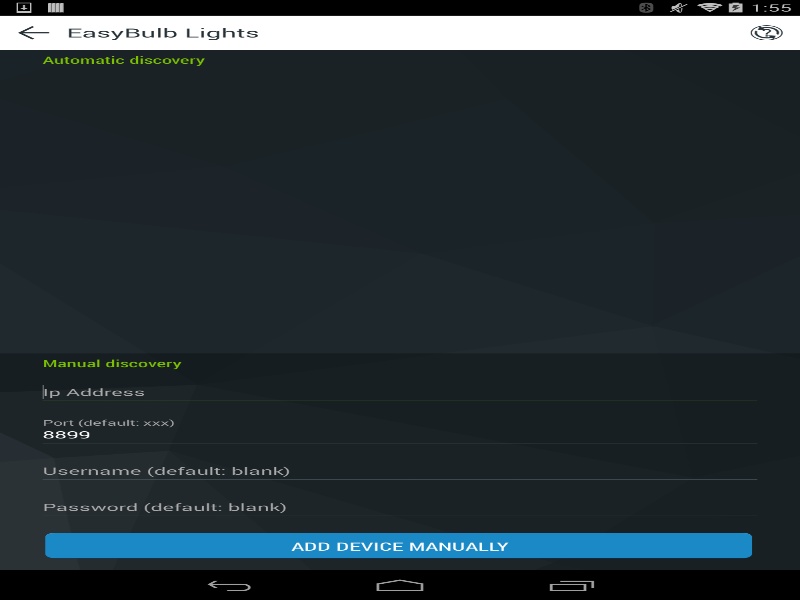 1:55
EasyBulb Lights
Automatic discovery
Manual discovery
Ip Address
Port (default: xxx)
8899
Username (default: blank)
Password (default: blank)
ADD DEVICE MANUALLY